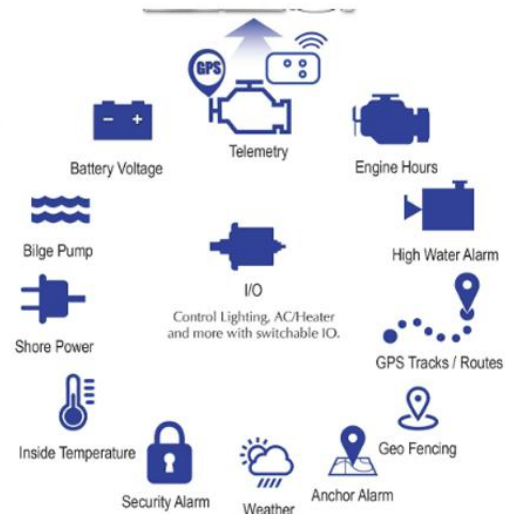 GPS
Telemetry
Battery Voltage
Engine Hours
Bilge Pump
High Water Alarm
I/O
Control Lighting, AC/Heater
and more with switchable IO.
Shore Power
GPS Tracks / Routes
Inside Temperature
Geo Fencing
Security Alarm
Weather
Anchor Alarm